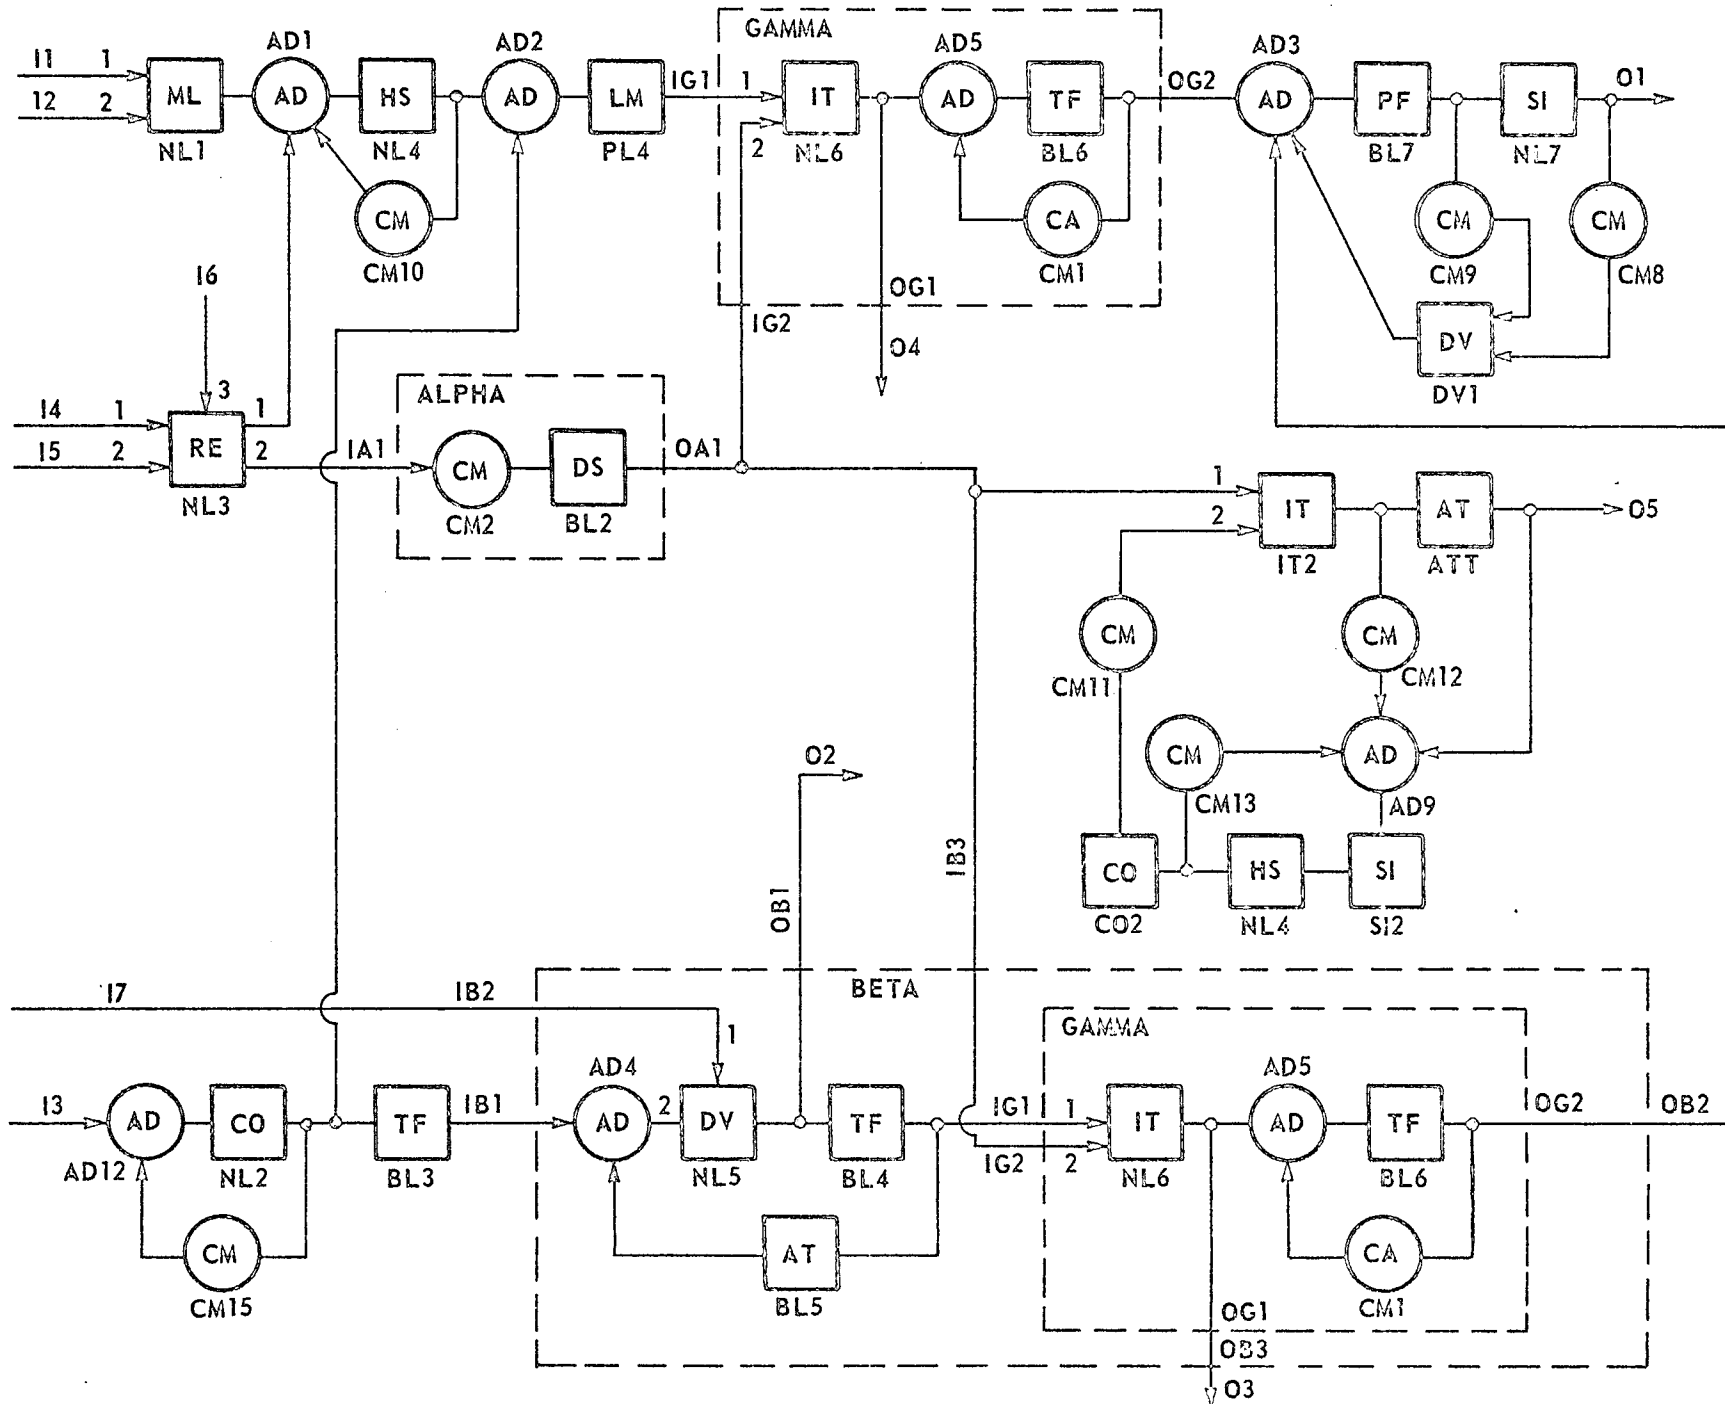 GAMMA
I1 1 AD1 AD2 IG1 1 AD5 OG2 AD3 O1
I2 2 ML AD HS AD LM IT AD TF AD PF SI
NL1 NL4 PL4 2 NL6 BL6 BL7 NL7
CM CA CM CM
CM10 CM1 CM9 CM8
I6
OG1
IG2
O4
DV
DV1
ALPHA
3
I4 1 1
I5 2 RE 2 IA1 CM DS OA1
NL3 CM2 BL2
1
2 IT AT O5
IT2 ATT
CM CM
CM11 CM12
O2
CM AD
CM13 AD9
IB3
OB1
CO HS SI
CO2 NL4 SI2
I7 IB2 BETA
1
GAMMA
AD4 AD5
I3 AD CO TF IB1 AD 2 DV TF IG1 1 IT AD TF OG2 OB2
AD12 NL2 BL3 NL5 BL4 IG2 2 NL6 BL6
CM AT CA
CM15 BL5 CM1
OG1
OB3
O3